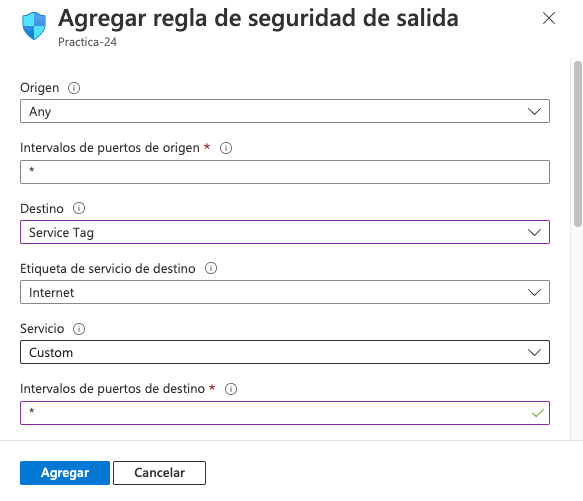 Agregar regla de seguridad de salida
Practica-24
Origen
Any
Intervalos de puertos de origen *
*
Destino
Service Tag
Etiqueta de servicio de destino
Internet
Servicio
Custom
Intervalos de puertos de destino *
*
Agregar
Cancelar